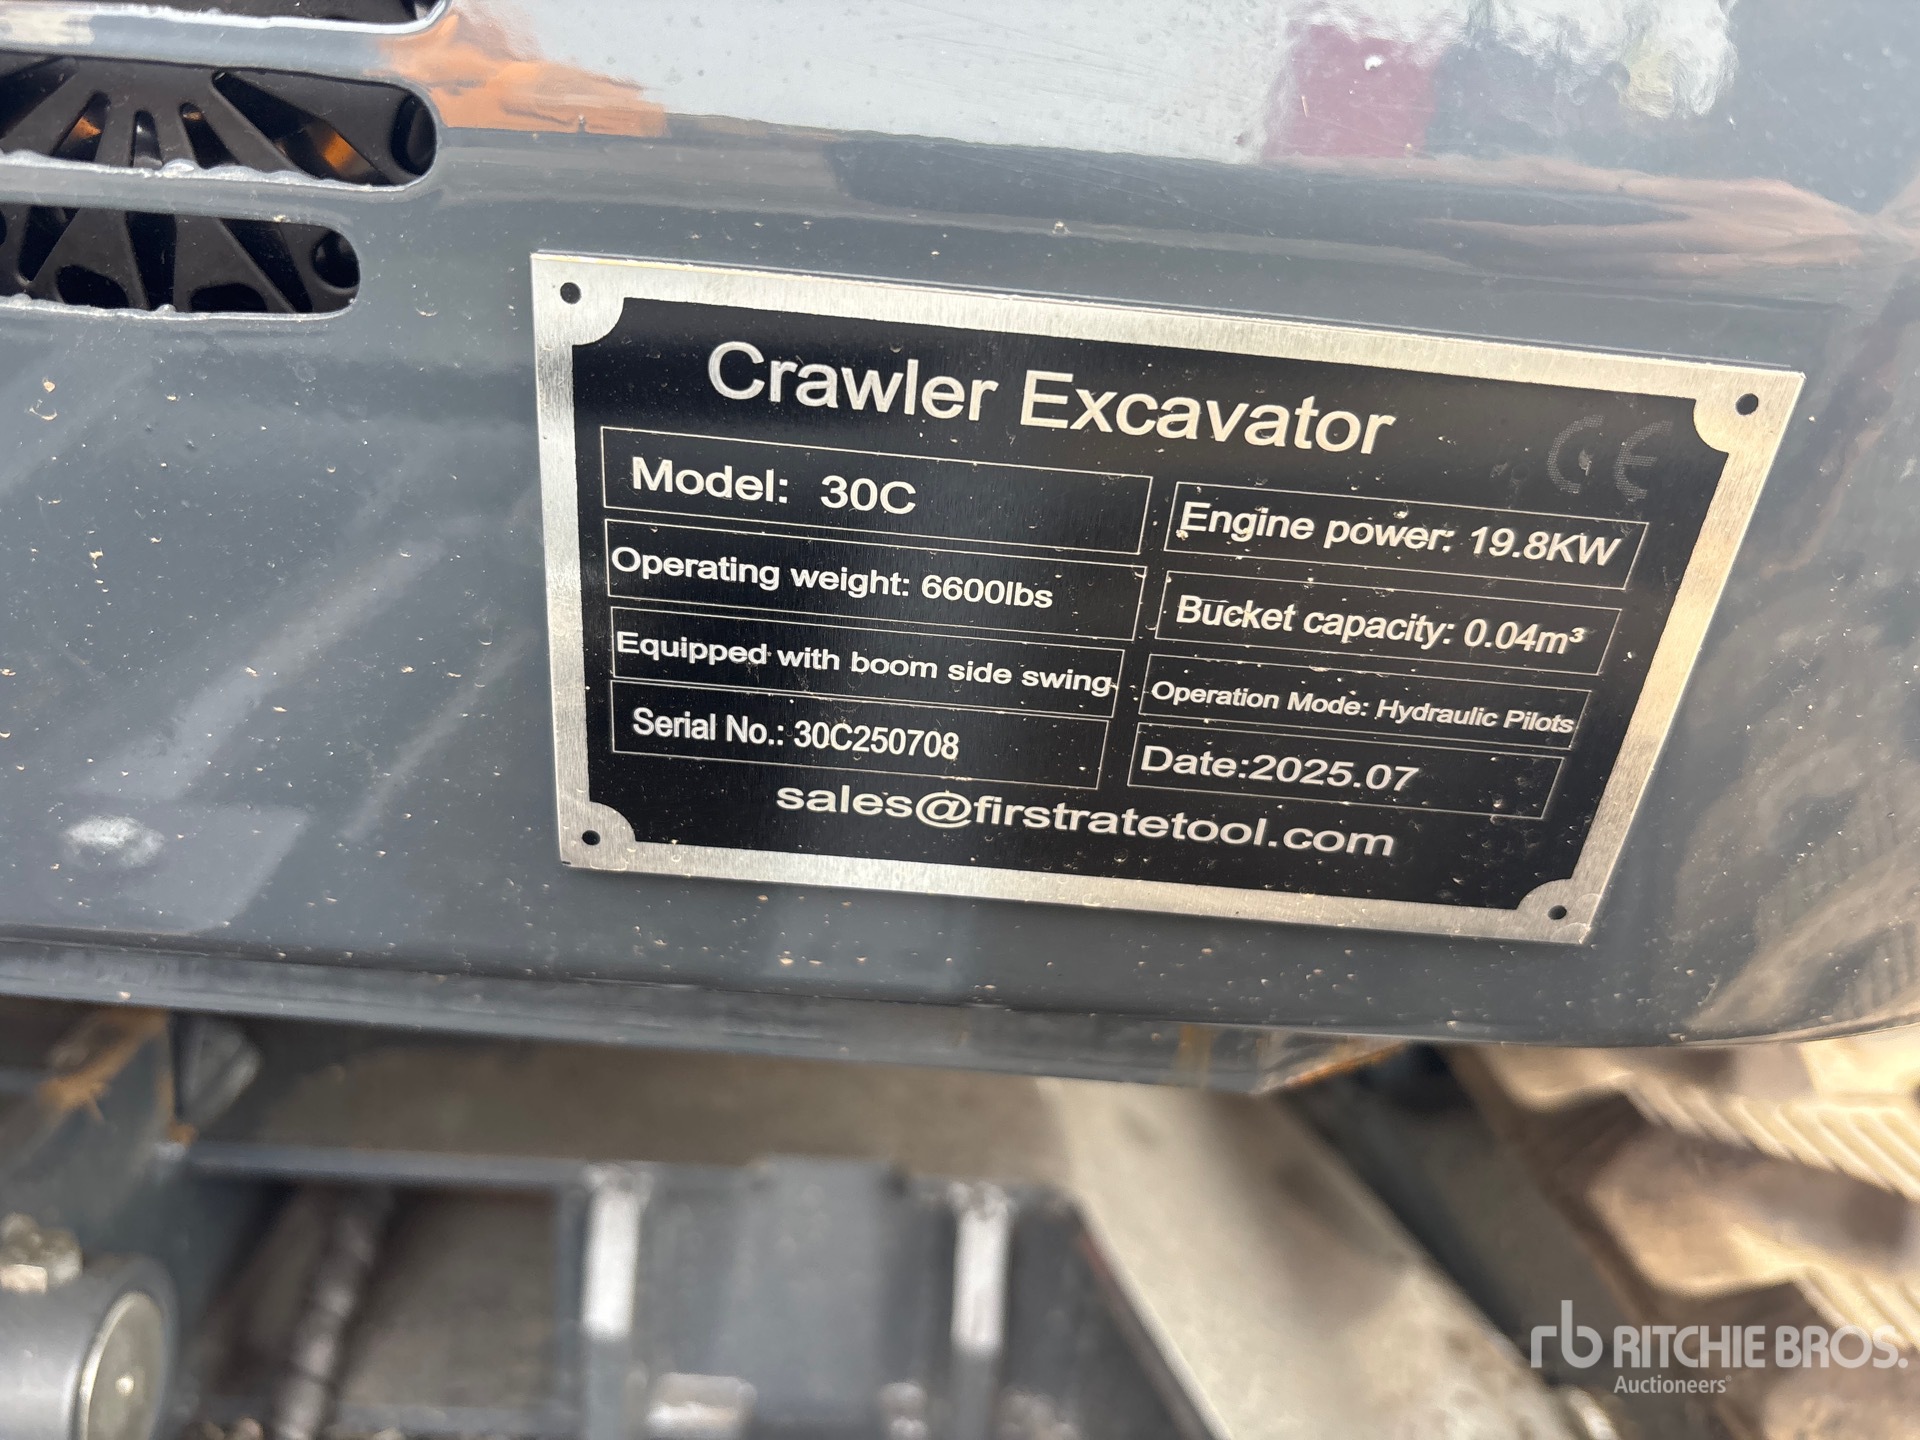 Crawler Excavator
CE
Model: 30C
Engine power: 19.8KW
Operating weight: 6600lbs
Bucket capacity: 0.04m³
Equipped with boom side swing
Operation Mode: Hydraulic Pilots
Serial No.: 30C250708
Date:2025.07
sales@firstratetool.com
rb RITCHIE BROS.
Auctioneers